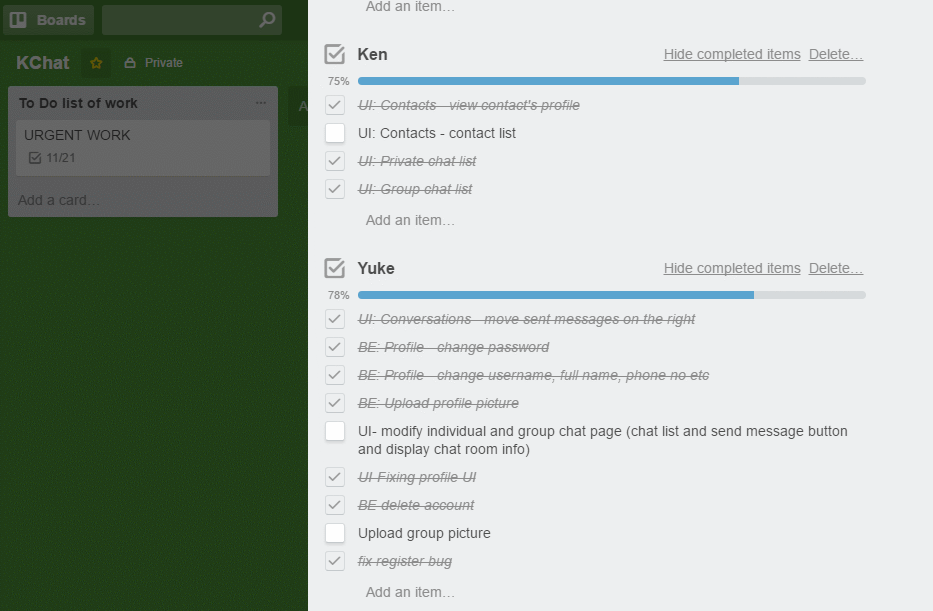 Boards
KChat
Private
To Do list of work ...
URGENT WORK
11/21
Add a card...
A
Add an item...
Ken Hide completed items Delete...
75%
UI: Contacts - view contact's profile
UI: Contacts - contact list
UI: Private chat list
UI: Group chat list
Add an item...
Yuke Hide completed items Delete...
78%
UI: Conversations - move sent messages on the right
BE: Profile - change password
BE: Profile - change username, full name, phone no etc
BE: Upload profile picture
UI- modify individual and group chat page (chat list and send message button
and display chat room info)
UI Fixing profile UI
BE delete account
Upload group picture
fix register bug
Add an item...